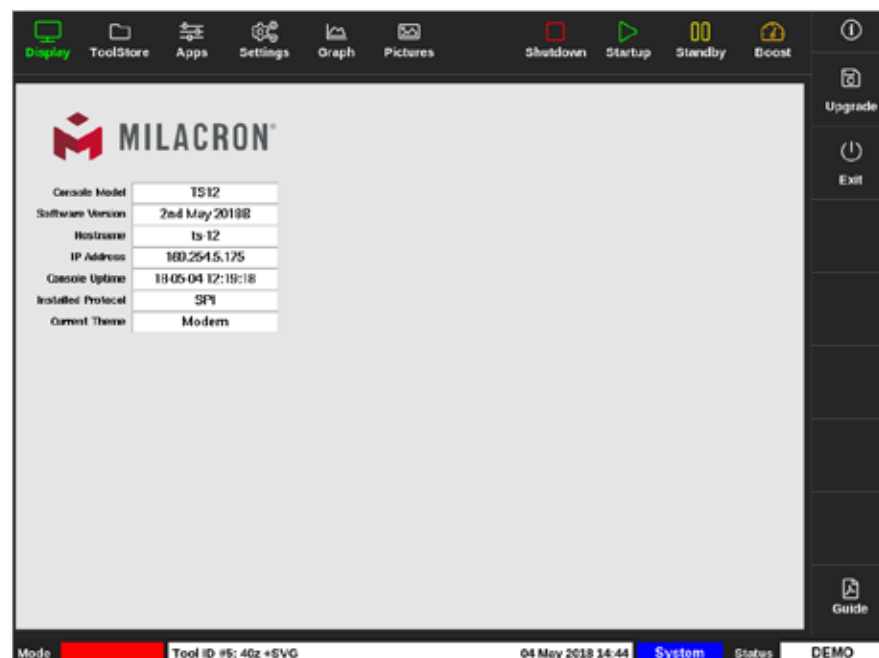 Display ToolStore Apps Settings Graph Pictures Shutdown Startup Standby Boost
Upgrade
Exit
MILACRON®
Console Model TS12
Software Version 2nd May 2018B
Hostname ts-12
IP Address 169.254.5.175
Console Uptime 18-05-04 12:19:18
Installed Protocol SPI
Current Theme Modern
Guide
Mode Tool ID #5: 40z +SVG 04 May 2018 14:44 System Status DEMO